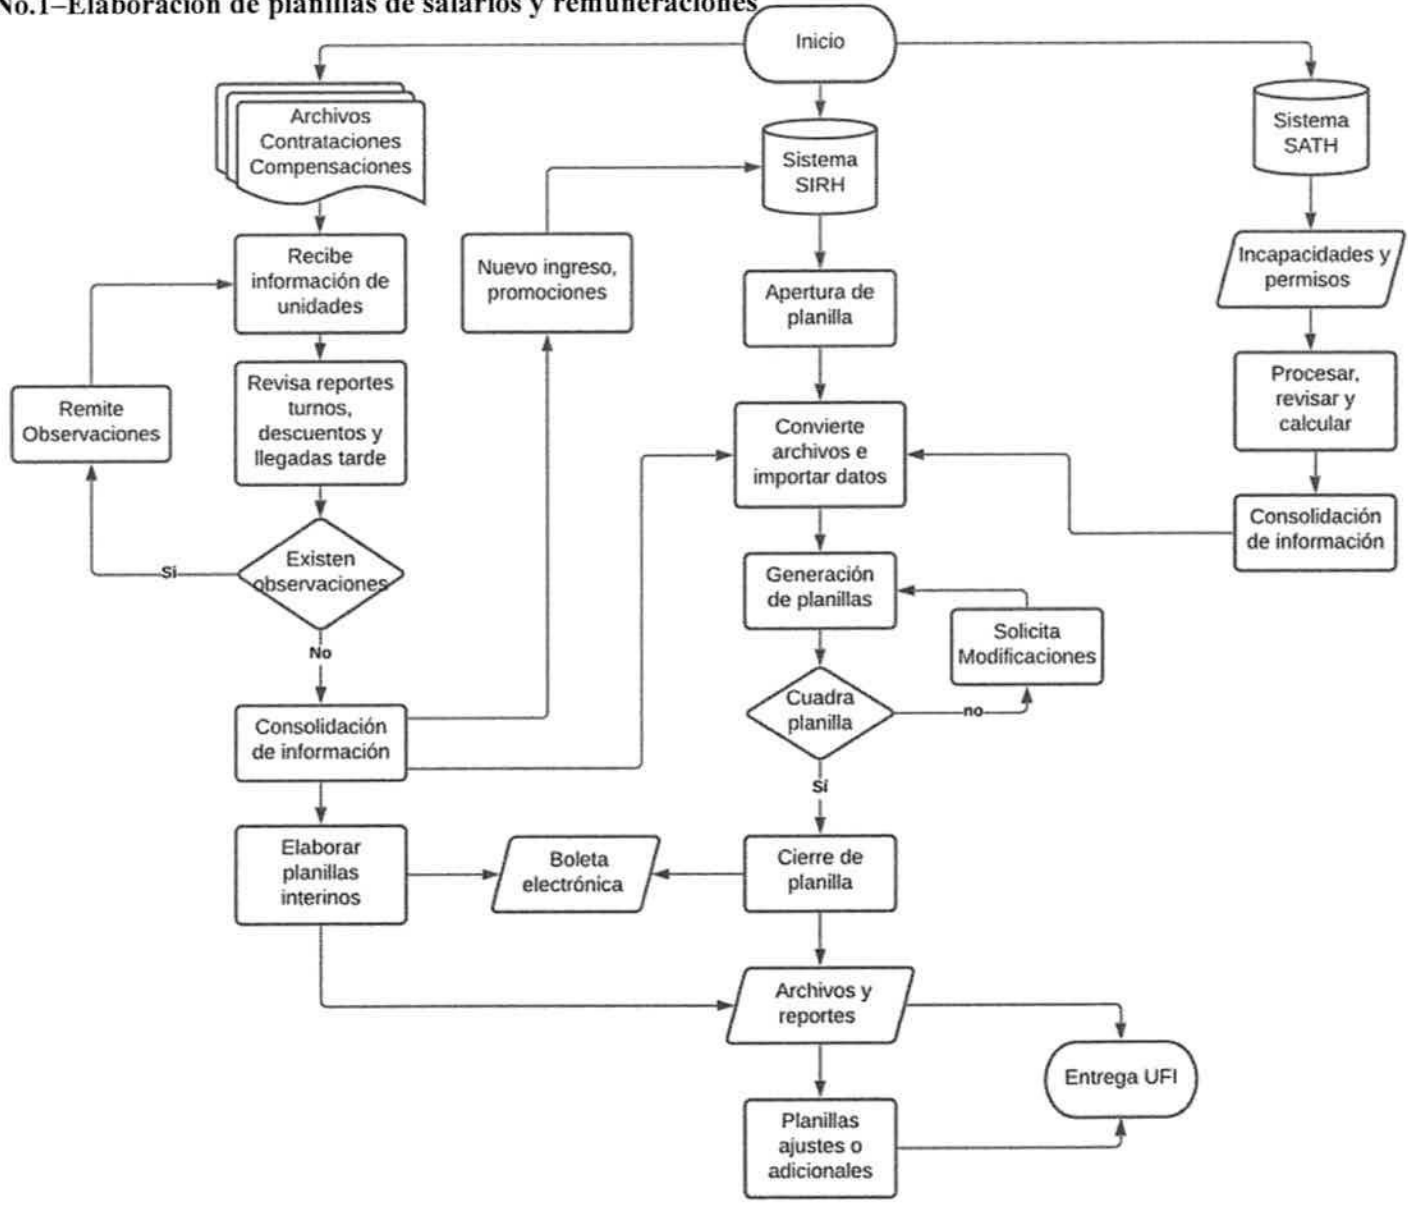 No.1–Elaboración de planillas de salarios y remuneraciones
Inicio
Archivos
Contrataciones
Compensaciones
Sistema
SIRH
Sistema
SATH
Recibe
información de
unidades
Nuevo ingreso,
promociones
Apertura de
planilla
Incapacidades y
permisos
Revisa reportes
turnos,
descuentos y
llegadas tarde
Remite
Observaciones
Convierte
archivos e
importar datos
Procesar,
revisar y
calcular
Consolidación
de información
Existen
observaciones
Si
No
Generación
de planillas
Solicita
Modificaciones
Cuadra
planilla
no
Sí
Consolidación
de información
Elaborar
planillas
interinos
Boleta
electrónica
Cierre de
planilla
Archivos y
reportes
Entrega UFI
Planillas
ajustes o
adicionales